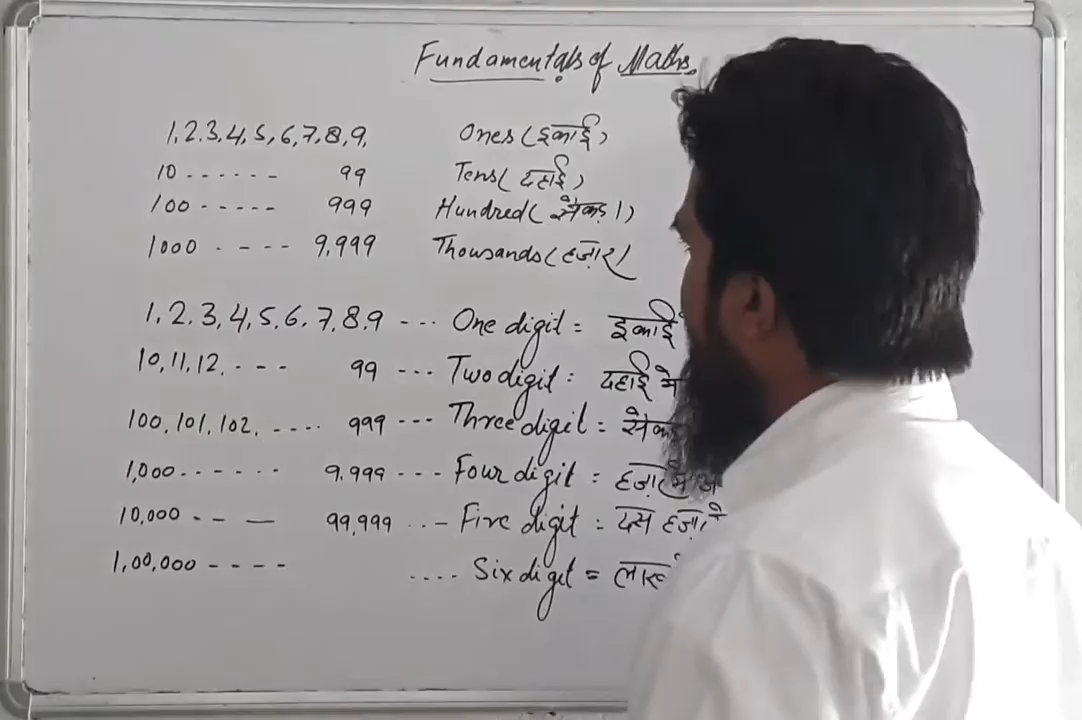 Fundamentals of Maths.
1,2,3,4,5,6,7,8,9, Ones (इकाई)
10 ------ 99 Tens (दहाई)
100 ----- 999 Hundred (सैकड़ा)
1000 ---- 9,999 Thousands (हज़ार)
1,2,3,4,5,6,7,8,9 --- One digit = इकाई
10,11,12, --- 99 --- Two digit = दहाई में
100,101,102, ---- 999 --- Three digit =
1,000------ 9,999 --- Four digit = हज़ार में
10,000 --- 99,999 --- Five digit = दस
1,00,000 ---- .... Six digit =